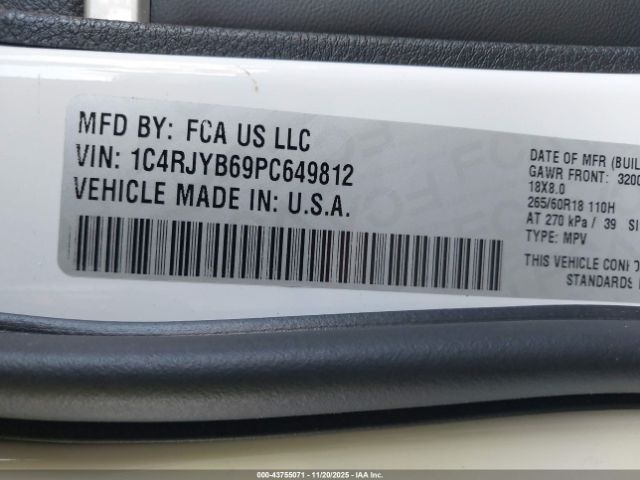 MFD BY: FCA US LLC
VIN: 1C4RJYB69PC649812
VEHICLE MADE IN: U.S.A.
DATE OF MFR (BUIL
GAWR FRONT: 3200
18X8.0
265/60R18 110H
AT 270 kPa / 39 SI
TYPE: MPV
THIS VEHICLE CONFO
STANDARDS
000-43755071 - 11/20/2025 - IAA Inc.